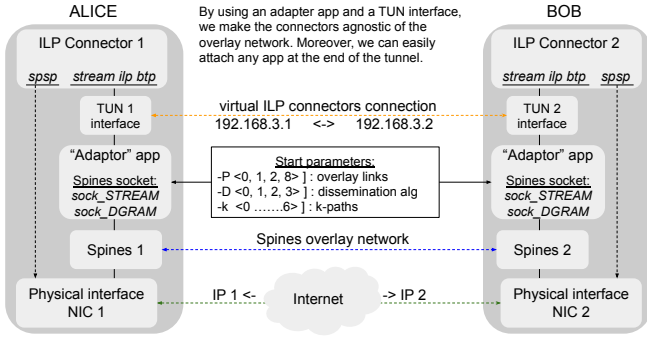 ALICE
By using an adapter app and a TUN interface,
we make the connectors agnostic of the
overlay network. Moreover, we can easily
attach any app at the end of the tunnel.
BOB
ILP Connector 1
spsp
stream ilp btp
ILP Connector 2
stream ilp btp
spsp
TUN 1
interface
virtual ILP connectors connection
192.168.3.1 <-> 192.168.3.2
TUN 2
interface
“Adaptor” app
Spines socket:
sock_STREAM
sock_DGRAM
Start parameters:
-P <0, 1, 2, 8> ] : overlay links
-D <0, 1, 2, 3> ] : dissemination alg
-k <0 .......6> ] : k-paths
“Adaptor” app
Spines socket:
sock_STREAM
sock_DGRAM
Spines 1
Spines overlay network
Spines 2
Physical interface
NIC 1
IP 1 <-
Internet
-> IP 2
Physical interface
NIC 2